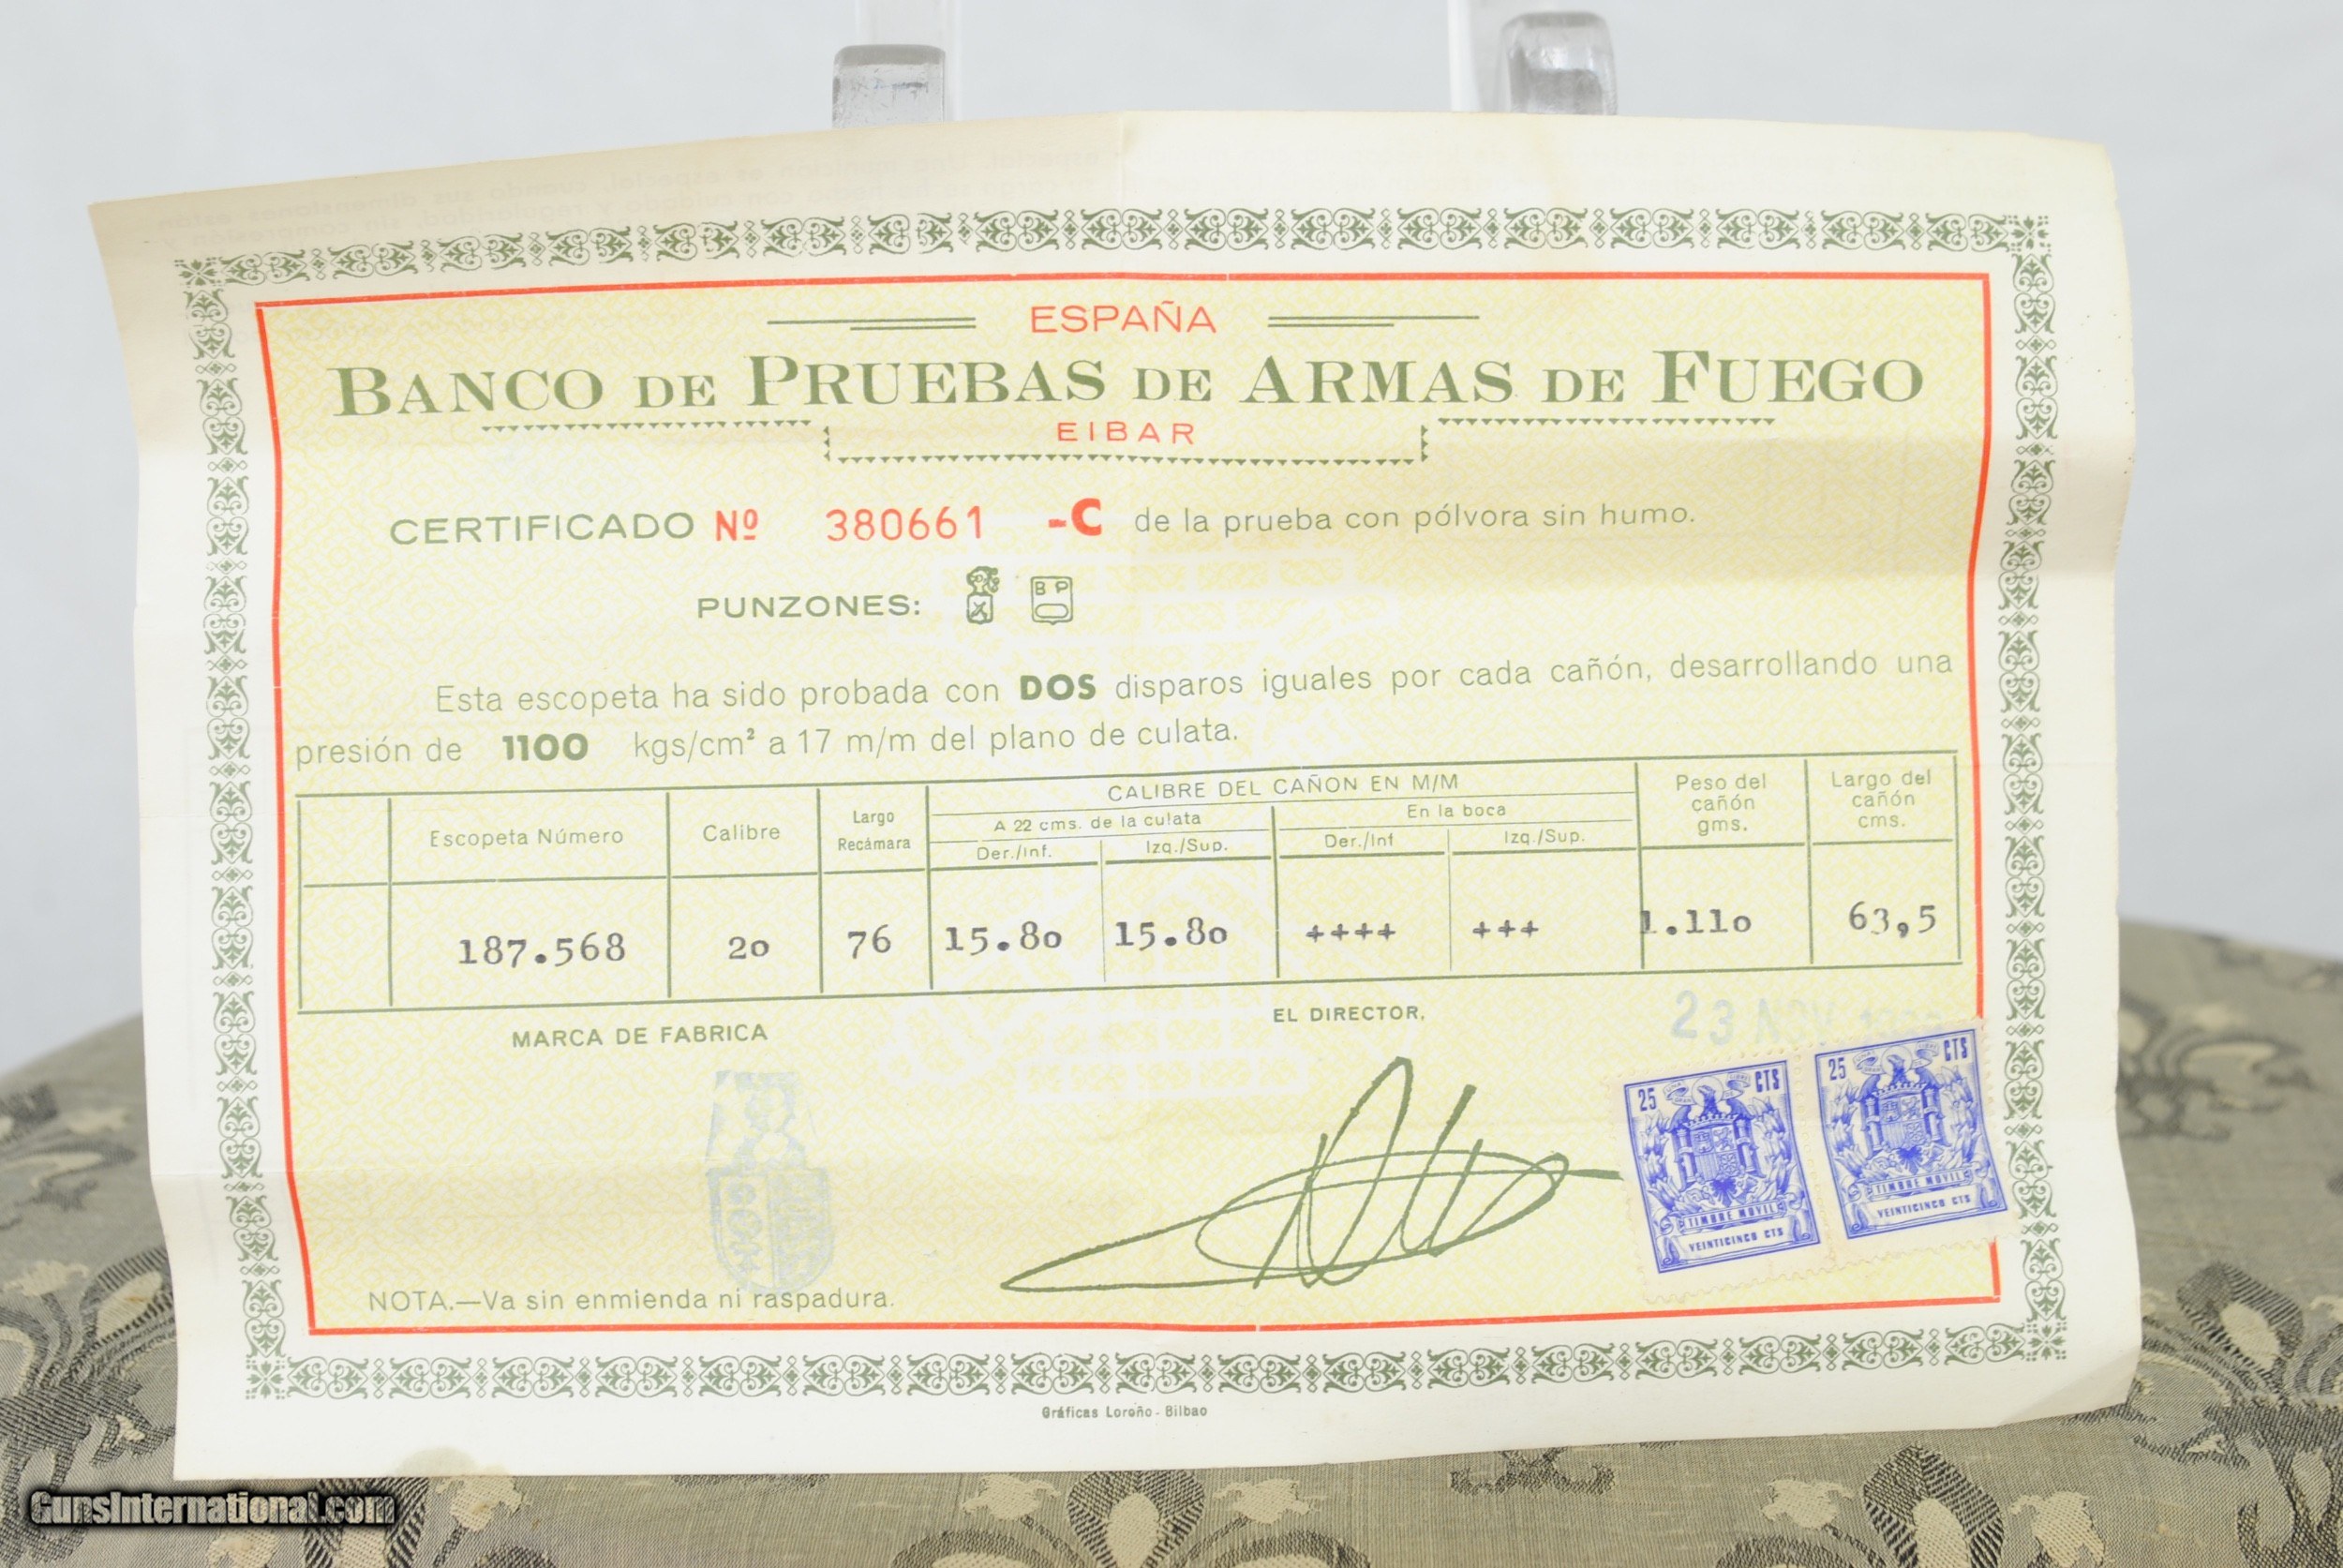 ESPAÑA
BANCO DE PRUEBAS DE ARMAS DE FUEGO
EIBAR
CERTIFICADO Nº 380661 -C de la prueba con pólvora sin humo.
PUNZONES: X BP
Esta escopeta ha sido probada con DOS disparos iguales por cada cañón, desarrollando una
presión de 1100 kgs/cm² a 17 m/m del plano de culata.
Escopeta Número
Calibre
Largo
Recámara
CALIBRE DEL CAÑON EN M/M
A 22 cms. de la culata
En la boca
Der./Inf.
Izq./Sup.
Der./Inf
Izq./Sup.
Peso del
cañón
gms.
Largo del
cañón
cms.
187.568 20 76 15.80 15.80 ++++ +++ 1.110 63,5
MARCA DE FABRICA
EL DIRECTOR,
23 NOV
25 CTS
TIMBRE MOVIL
VEINTICINCO CTS
25 CTS
TIMBRE MOVIL
VEINTICINCO CTS
NOTA.—Va sin enmienda ni raspadura.
Gráficas Loroño - Bilbao
GunsInternational.com